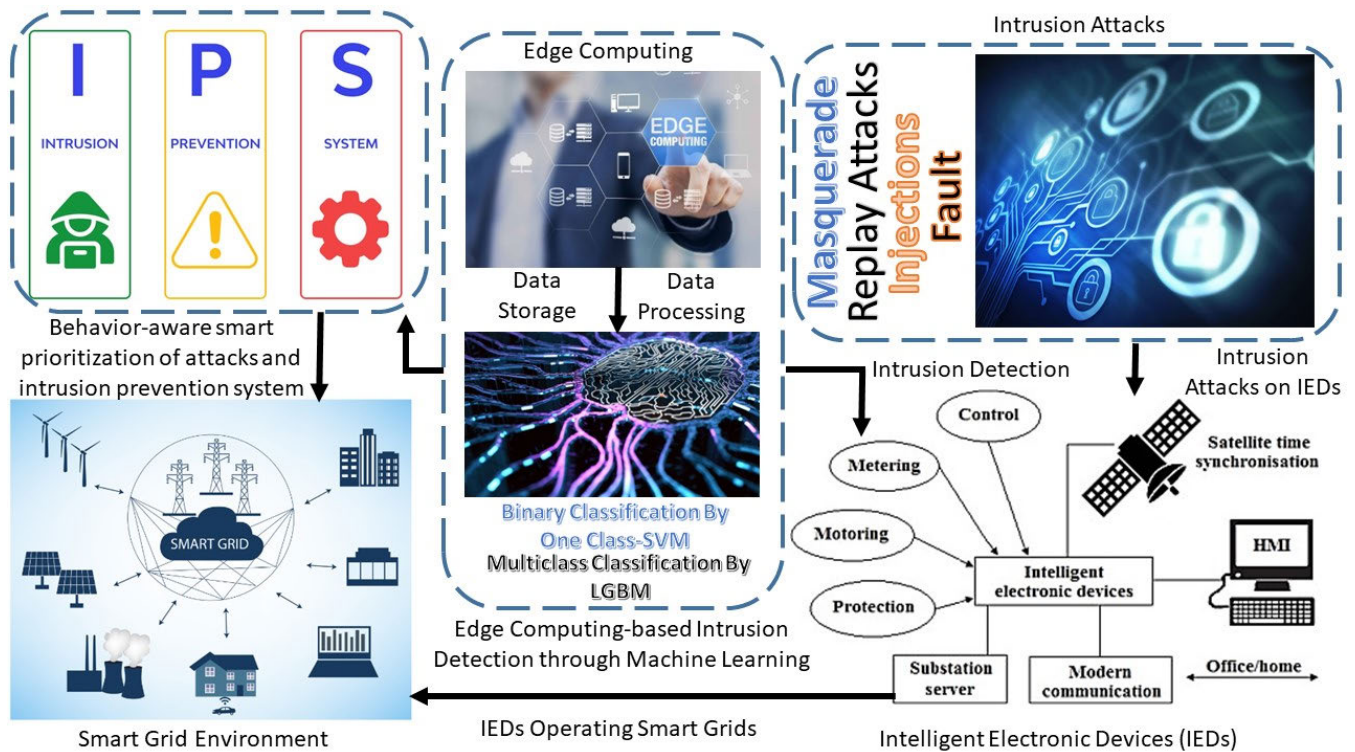 I
P
S
INTRUSION
PREVENTION
SYSTEM
Behavior-aware smart
prioritization of attacks and
intrusion prevention system
SMART GRID
Smart Grid Environment
Edge Computing
EDGE
COMPUTING
Data
Storage
Data
Processing
Binary Classification By
One Class-SVM
Multiclass Classification By
LGBM
Edge Computing-based Intrusion
Detection through Machine Learning
IEDs Operating Smart Grids
Intrusion Attacks
Masquerade
Replay Attacks
Injections
Fault
Intrusion Detection
Intrusion
Attacks on IEDs
Control
Metering
Motoring
Protection
Satellite time
synchronisation
HMI
Intelligent
electronic devices
Substation
server
Modern
communication
Office/home
Intelligent Electronic Devices (IEDs)